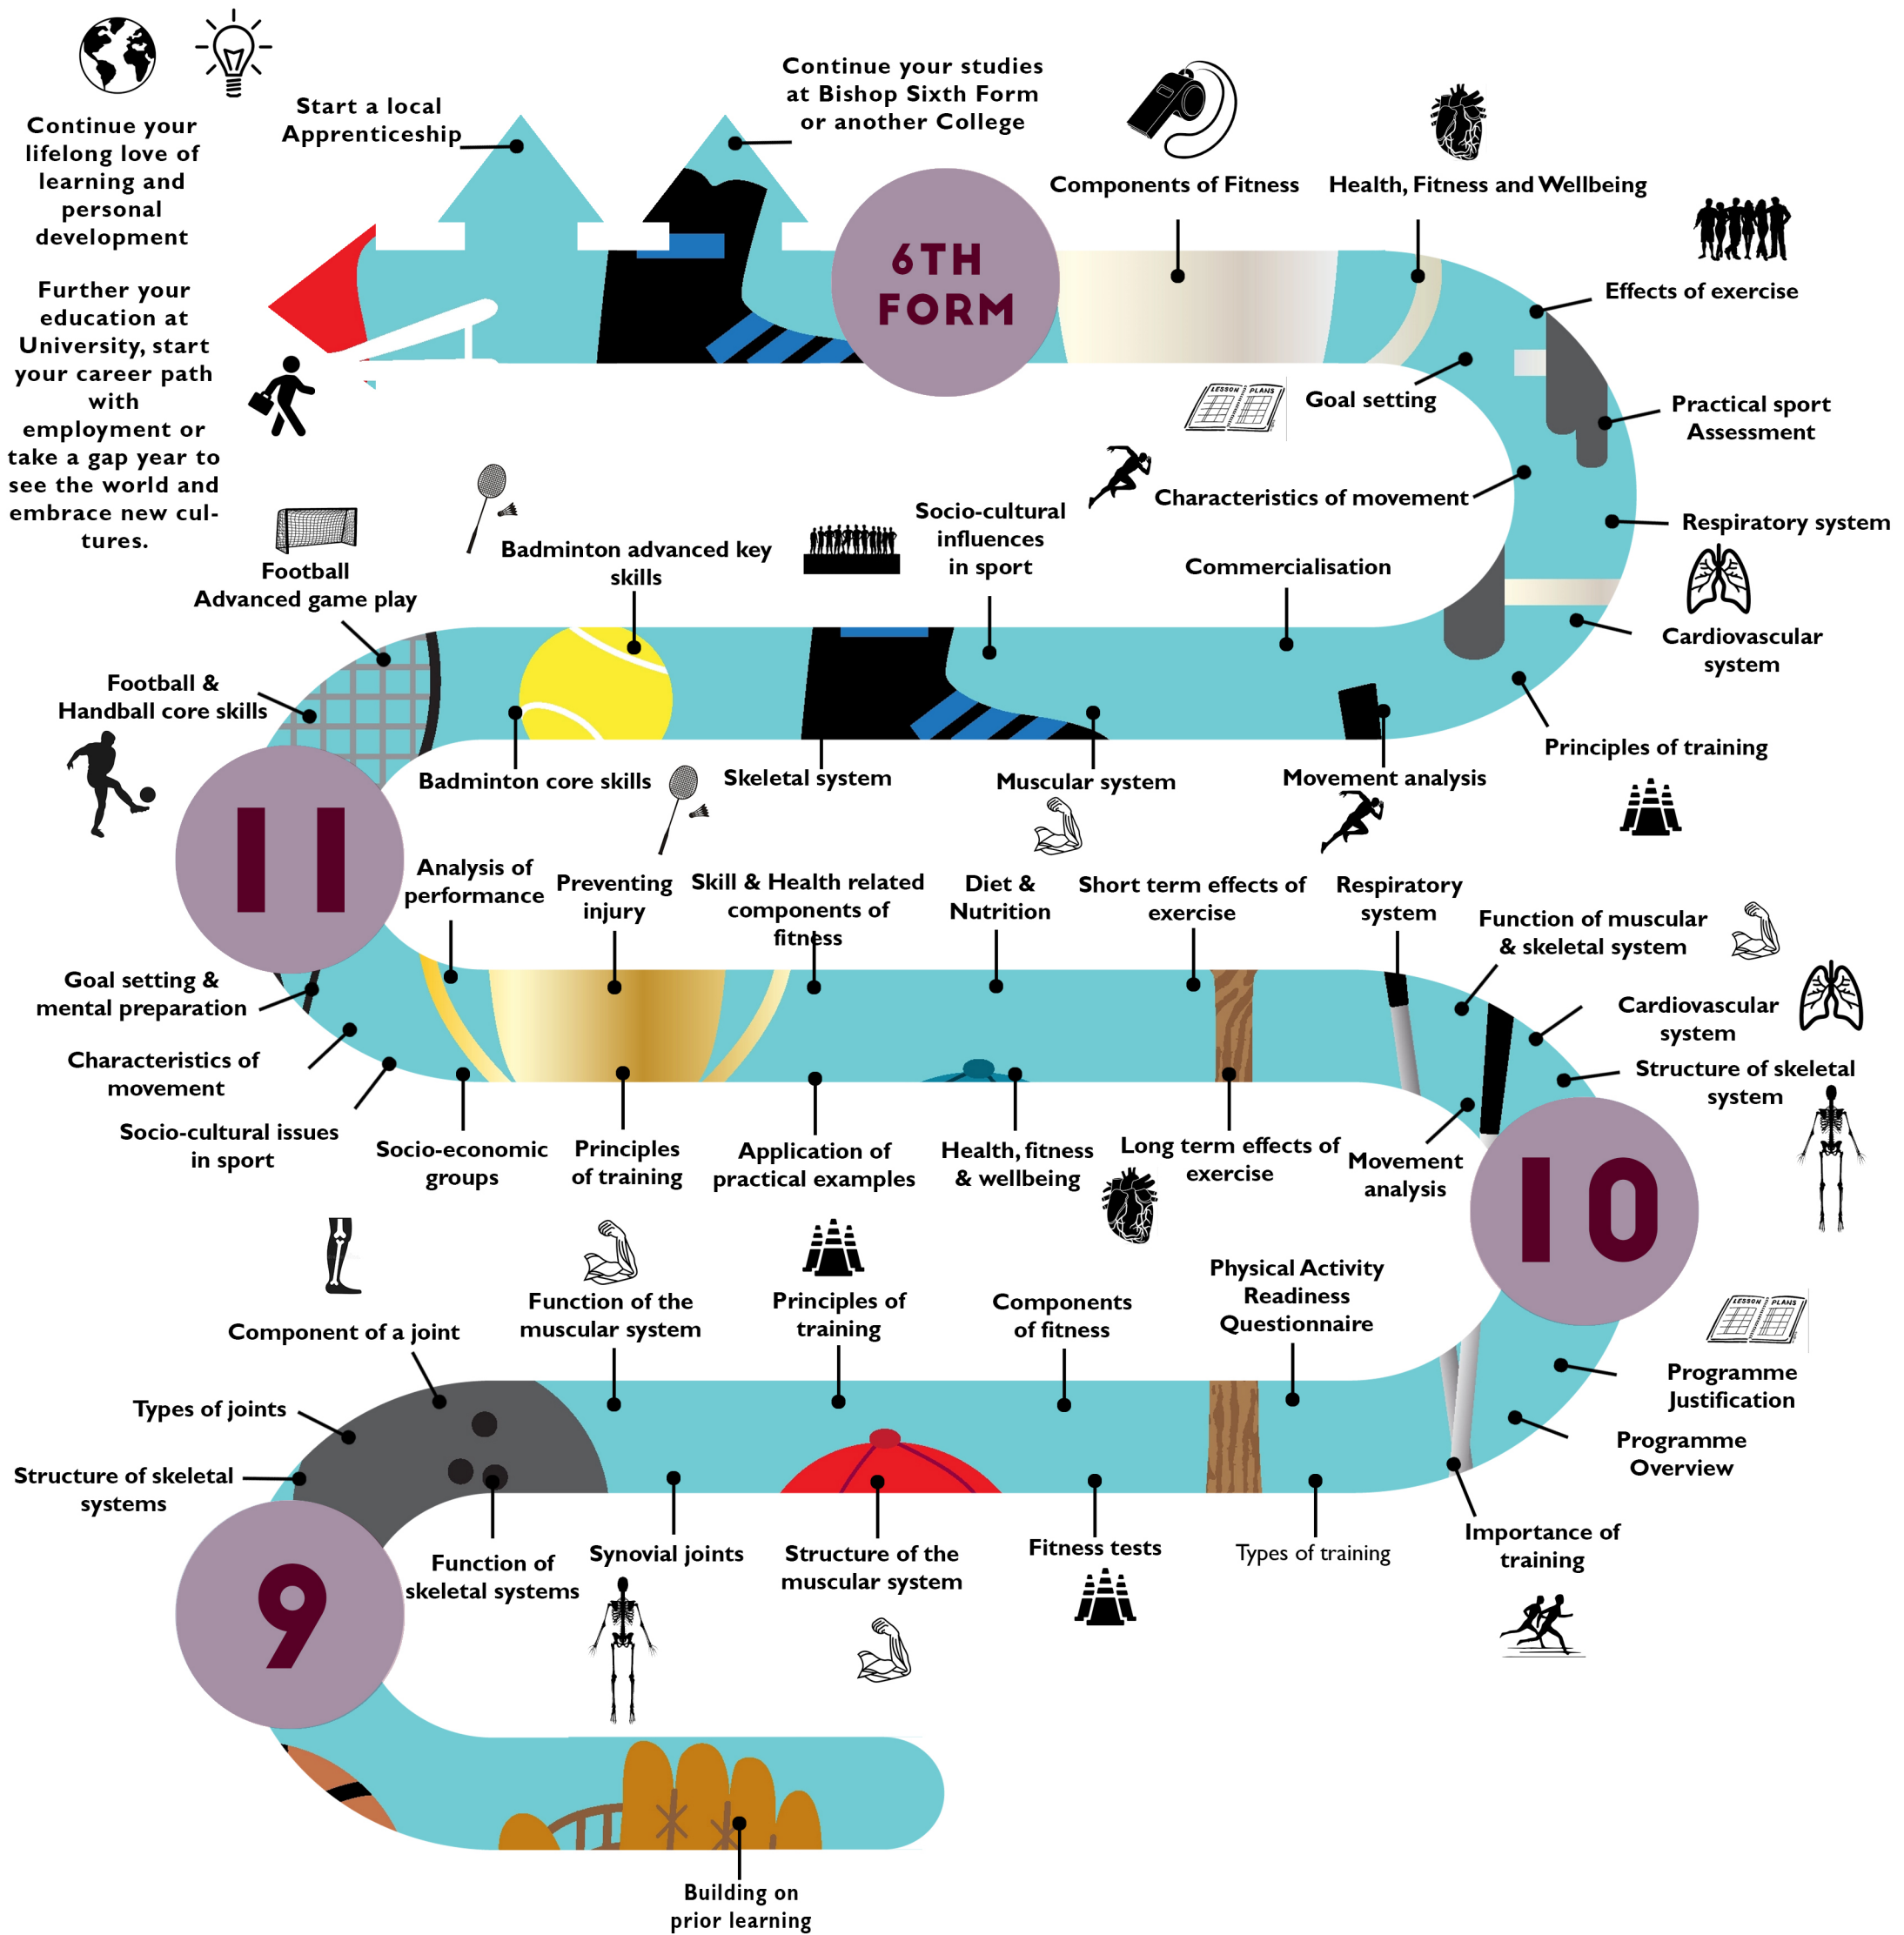 Continue your
lifelong love of
learning and
personal
development
Further your
education at
University, start
your career path
with
employment or
take a gap year to
see the world and
embrace new cul-
tures.
Start a local
Apprenticeship
Continue your studies
at Bishop Sixth Form
or another College
6TH
FORM
Components of Fitness
Health, Fitness and Wellbeing
Effects of exercise
Goal setting
LESSON PLANS
Practical sport
Assessment
Characteristics of movement
Respiratory system
Cardiovascular
system
Principles of training
Commercialisation
Socio-cultural
influences
in sport
Movement analysis
Muscular system
Skeletal system
Badminton advanced key
skills
Badminton core skills
Football
Advanced game play
Football &
Handball core skills
11
Goal setting &
mental preparation
Characteristics of
movement
Socio-cultural issues
in sport
Analysis of
performance
Socio-economic
groups
Preventing
injury
Principles
of training
Skill & Health related
components of
fitness
Application of
practical examples
Diet &
Nutrition
Health, fitness
& wellbeing
Short term effects of
exercise
Long term effects of
exercise
Respiratory
system
Function of muscular
& skeletal system
Movement
analysis
Cardiovascular
system
Structure of skeletal
system
10
LESSON PLANS
Programme
Justification
Programme
Overview
Importance of
training
Physical Activity
Readiness
Questionnaire
Types of training
Components
of fitness
Fitness tests
Principles of
training
Structure of the
muscular system
Function of the
muscular system
Synovial joints
Component of a joint
Function of
skeletal systems
Types of joints
Structure of skeletal
systems
9
Building on
prior learning